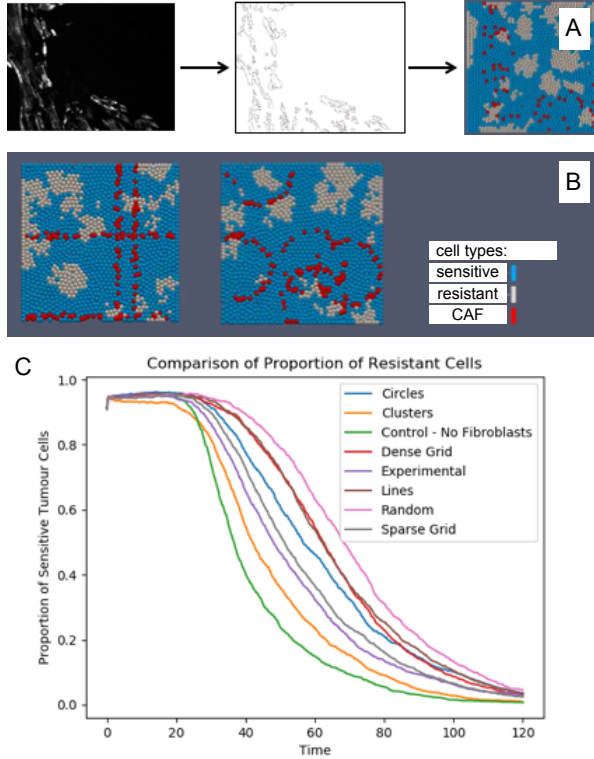 A
B
cell types:
sensitive
resistant
CAF
C
Comparison of Proportion of Resistant Cells
Proportion of Sensitive Tumour Cells
1.0
0.8
0.6
0.4
0.2
0.0
Circles
Clusters
Control - No Fibroblasts
Dense Grid
Experimental
Lines
Random
Sparse Grid
0 20 40 60 80 100 120
Time